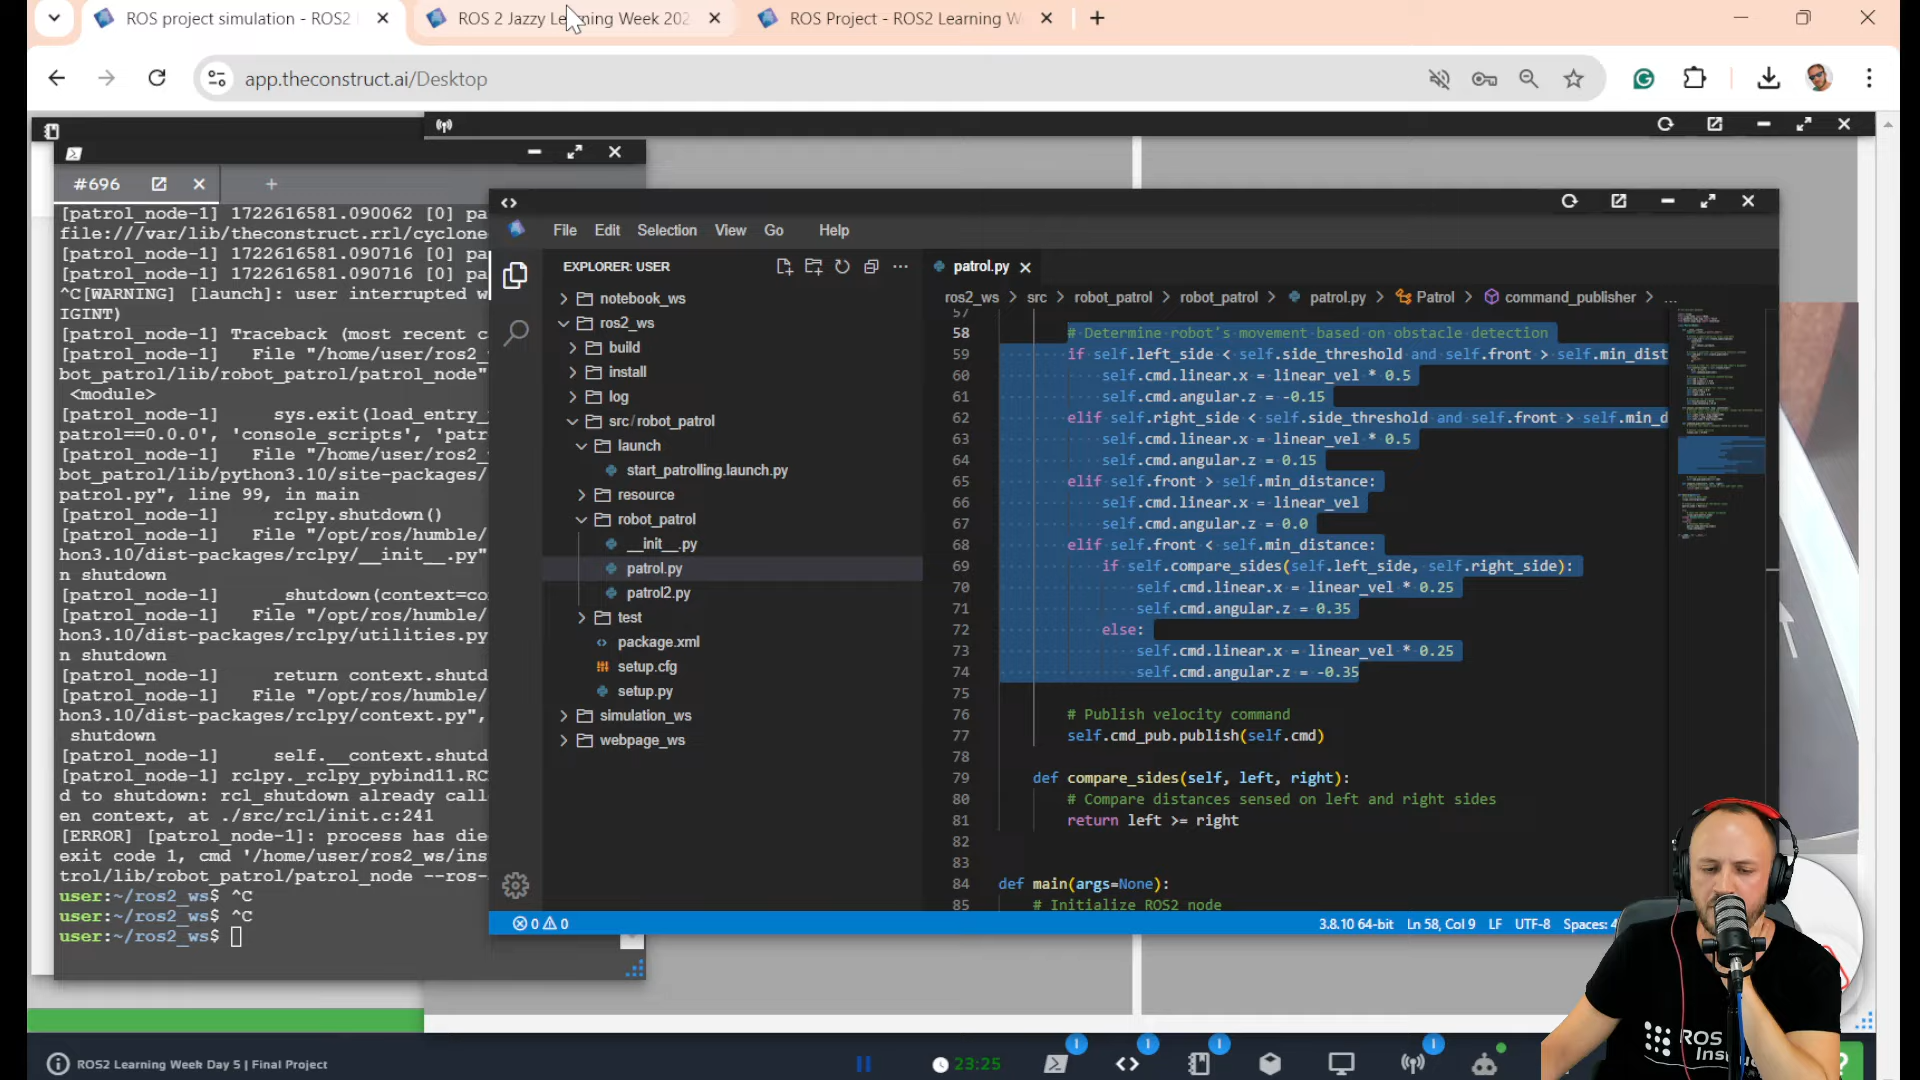 ROS project simulation - ROS2
ROS 2 Jazzy Learning Week 202
ROS Project - ROS2 Learning W
app.theconstruct.ai/Desktop
#696
[patrol_node-1] 1722616581.090062 [0] pa
file:///var/lib/theconstruct.rrl/cyclone
[patrol_node-1] 1722616581.090716 [0] pa
[patrol_node-1] 1722616581.090716 [0] pa
^C[WARNING] [launch]: user interrupted w
IGINT)
[patrol_node-1] Traceback (most recent c
[patrol_node-1]   File "/home/user/ros2_
bot_patrol/lib/robot_patrol/patrol_node"
<module>
[patrol_node-1]     sys.exit(load_entry_
patrol==0.0.0', 'console_scripts', 'patr
[patrol_node-1]   File "/home/user/ros2_
bot_patrol/lib/python3.10/site-packages/
patrol.py", line 99, in main
[patrol_node-1]     rclpy.shutdown()
[patrol_node-1]   File "/opt/ros/humble/
hon3.10/dist-packages/rclpy/__init__.py"
n shutdown
[patrol_node-1]     _shutdown(context=co
[patrol_node-1]   File "/opt/ros/humble/
hon3.10/dist-packages/rclpy/utilities.py
n shutdown
[patrol_node-1]     return context.shutd
[patrol_node-1]   File "/opt/ros/humble/
hon3.10/dist-packages/rclpy/context.py",
shutdown
[patrol_node-1]     self.__context.shutd
[patrol_node-1] rclpy._rclpy_pybind11.RC
d to shutdown: rcl_shutdown already call
en context, at ./src/rcl/init.c:241
[ERROR] [patrol_node-1]: process has die
exit code 1, cmd '/home/user/ros2_ws/ins
trol/lib/robot_patrol/patrol_node --ros-
user:~/ros2_ws$ ^C
user:~/ros2_ws$ ^C
user:~/ros2_ws$
File Edit Selection View Go Help
EXPLORER: USER
notebook_ws
ros2_ws
build
install
log
src/robot_patrol
launch
start_patrolling.launch.py
resource
robot_patrol
__init__.py
patrol.py
patrol2.py
test
package.xml
setup.cfg
setup.py
simulation_ws
webpage_ws
patrol.py
ros2_ws > src > robot_patrol > robot_patrol > patrol.py > Patrol > command_publisher > ...
57
58 # Determine robot's movement based on obstacle detection
59 if self.left_side < self.side_threshold and self.front > self.min_dist
60 self.cmd.linear.x = linear_vel * 0.5
61 self.cmd.angular.z = -0.15
62 elif self.right_side < self.side_threshold and self.front > self.min_d
63 self.cmd.linear.x = linear_vel * 0.5
64 self.cmd.angular.z = 0.15
65 elif self.front > self.min_distance:
66 self.cmd.linear.x = linear_vel
67 self.cmd.angular.z = 0.0
68 elif self.front < self.min_distance:
69 if self.compare_sides(self.left_side, self.right_side):
70 self.cmd.linear.x = linear_vel * 0.25
71 self.cmd.angular.z = 0.35
72 else:
73 self.cmd.linear.x = linear_vel * 0.25
74 self.cmd.angular.z = -0.35
75
76 # Publish velocity command
77 self.cmd_pub.publish(self.cmd)
78
79 def compare_sides(self, left, right):
80 # Compare distances sensed on left and right sides
81 return left >= right
82
83
84 def main(args=None):
85 # Initialize ROS2 node
0 0
3.8.10 64-bit Ln 58, Col 9 LF UTF-8 Spaces: 4
ROS2 Learning Week Day 5 | Final Project
23:25
1
1
1
1
ROS
Inst
?